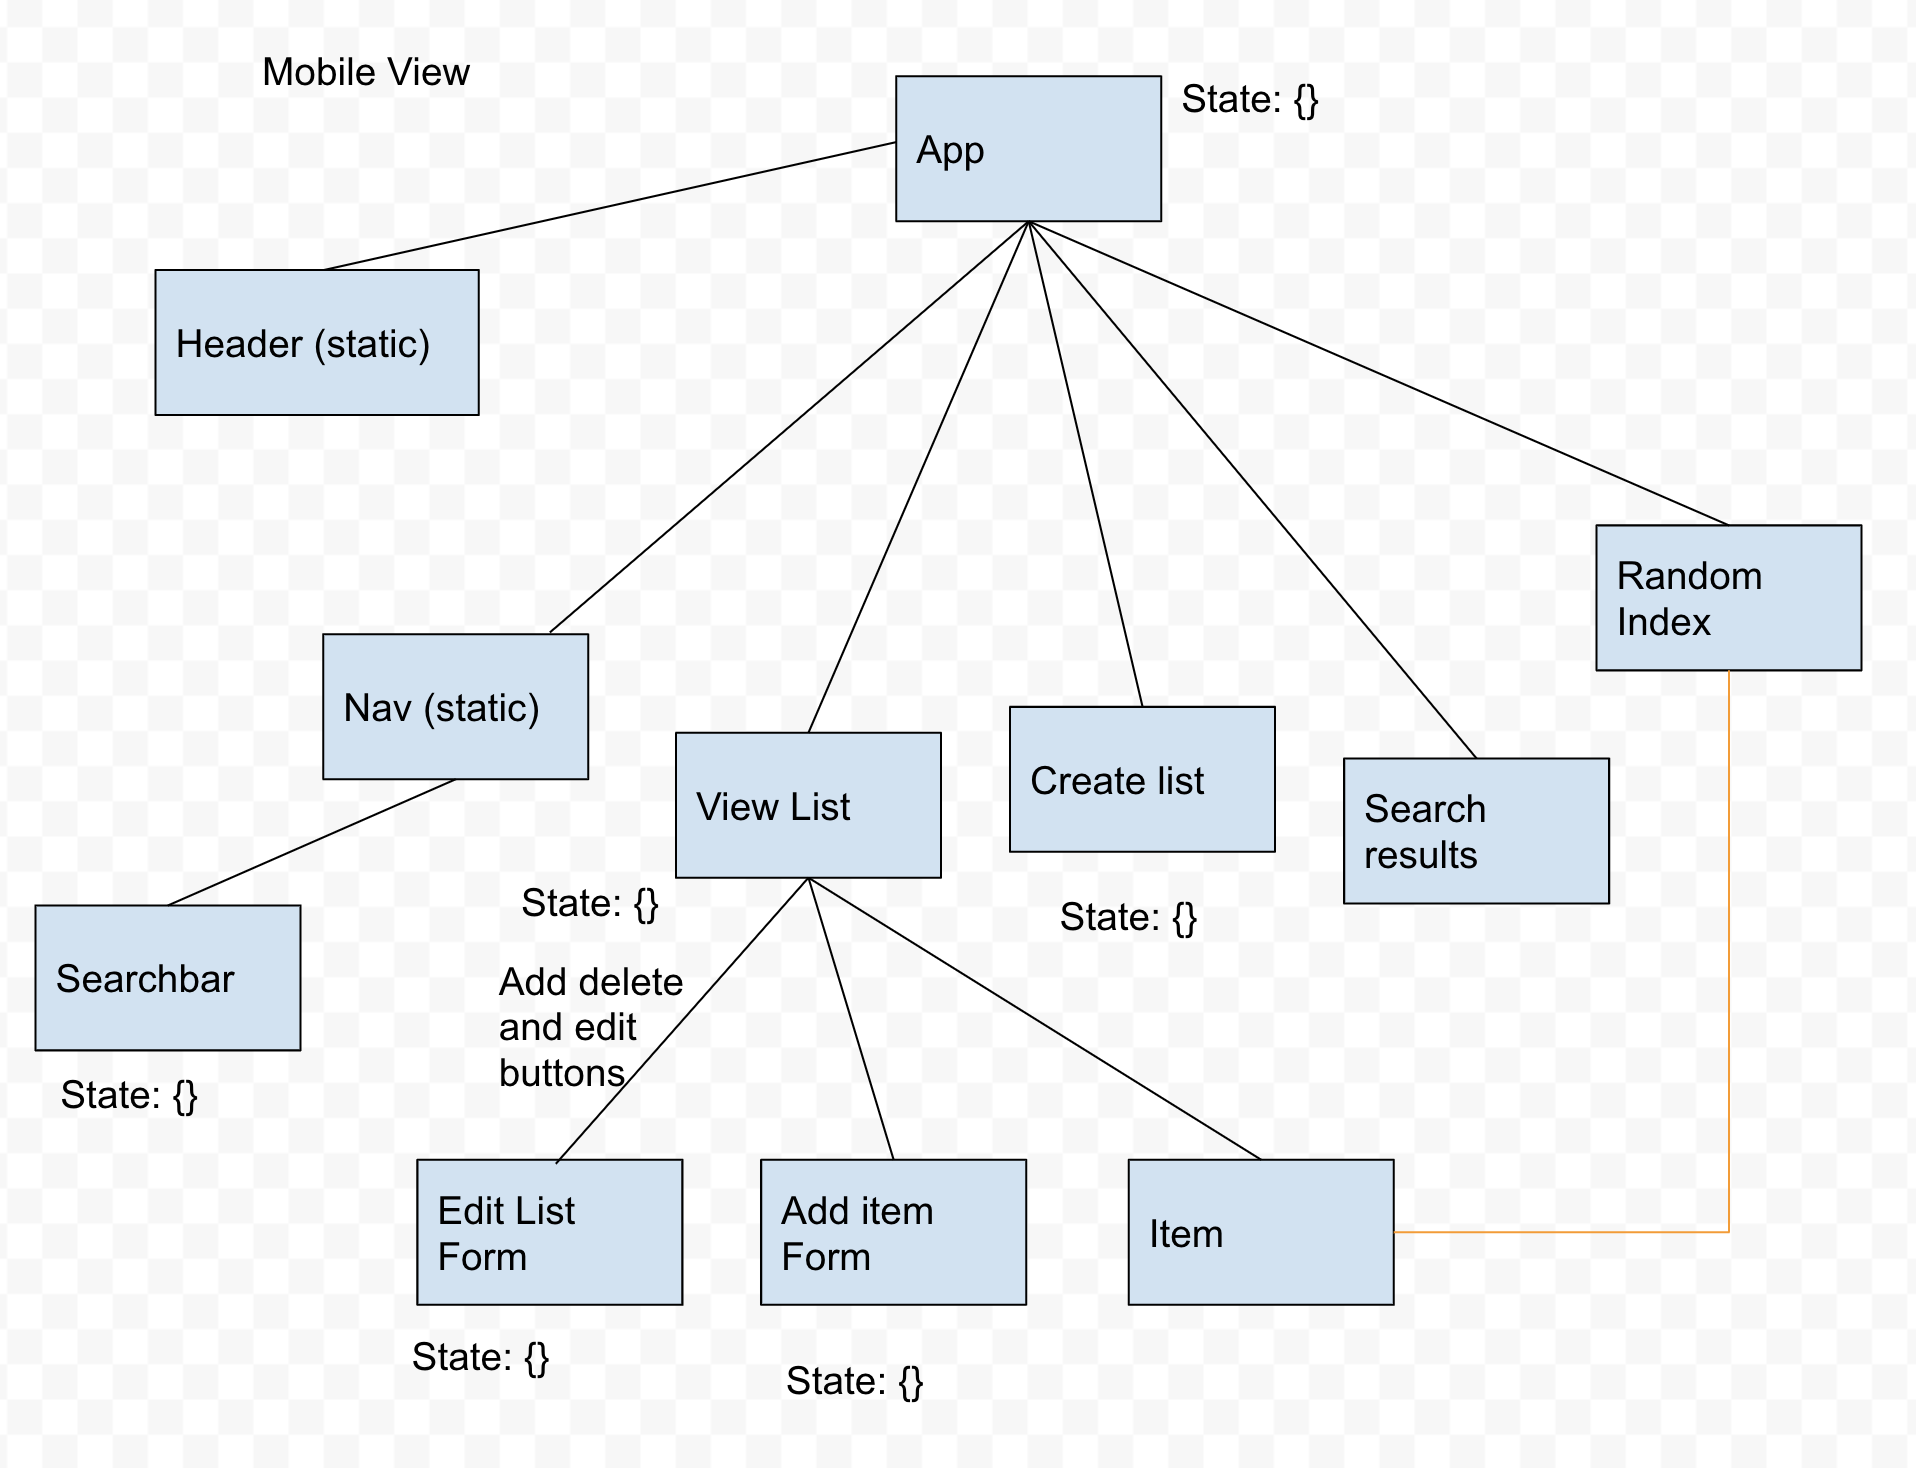 Mobile View
App
State: {}
Header (static)
Random
Index
Nav (static)
View List
Create list
Search
results
State: {}
State: {}
Searchbar
State: {}
Add delete
and edit
buttons
Edit List
Form
Add item
Form
Item
State: {}
State: {}